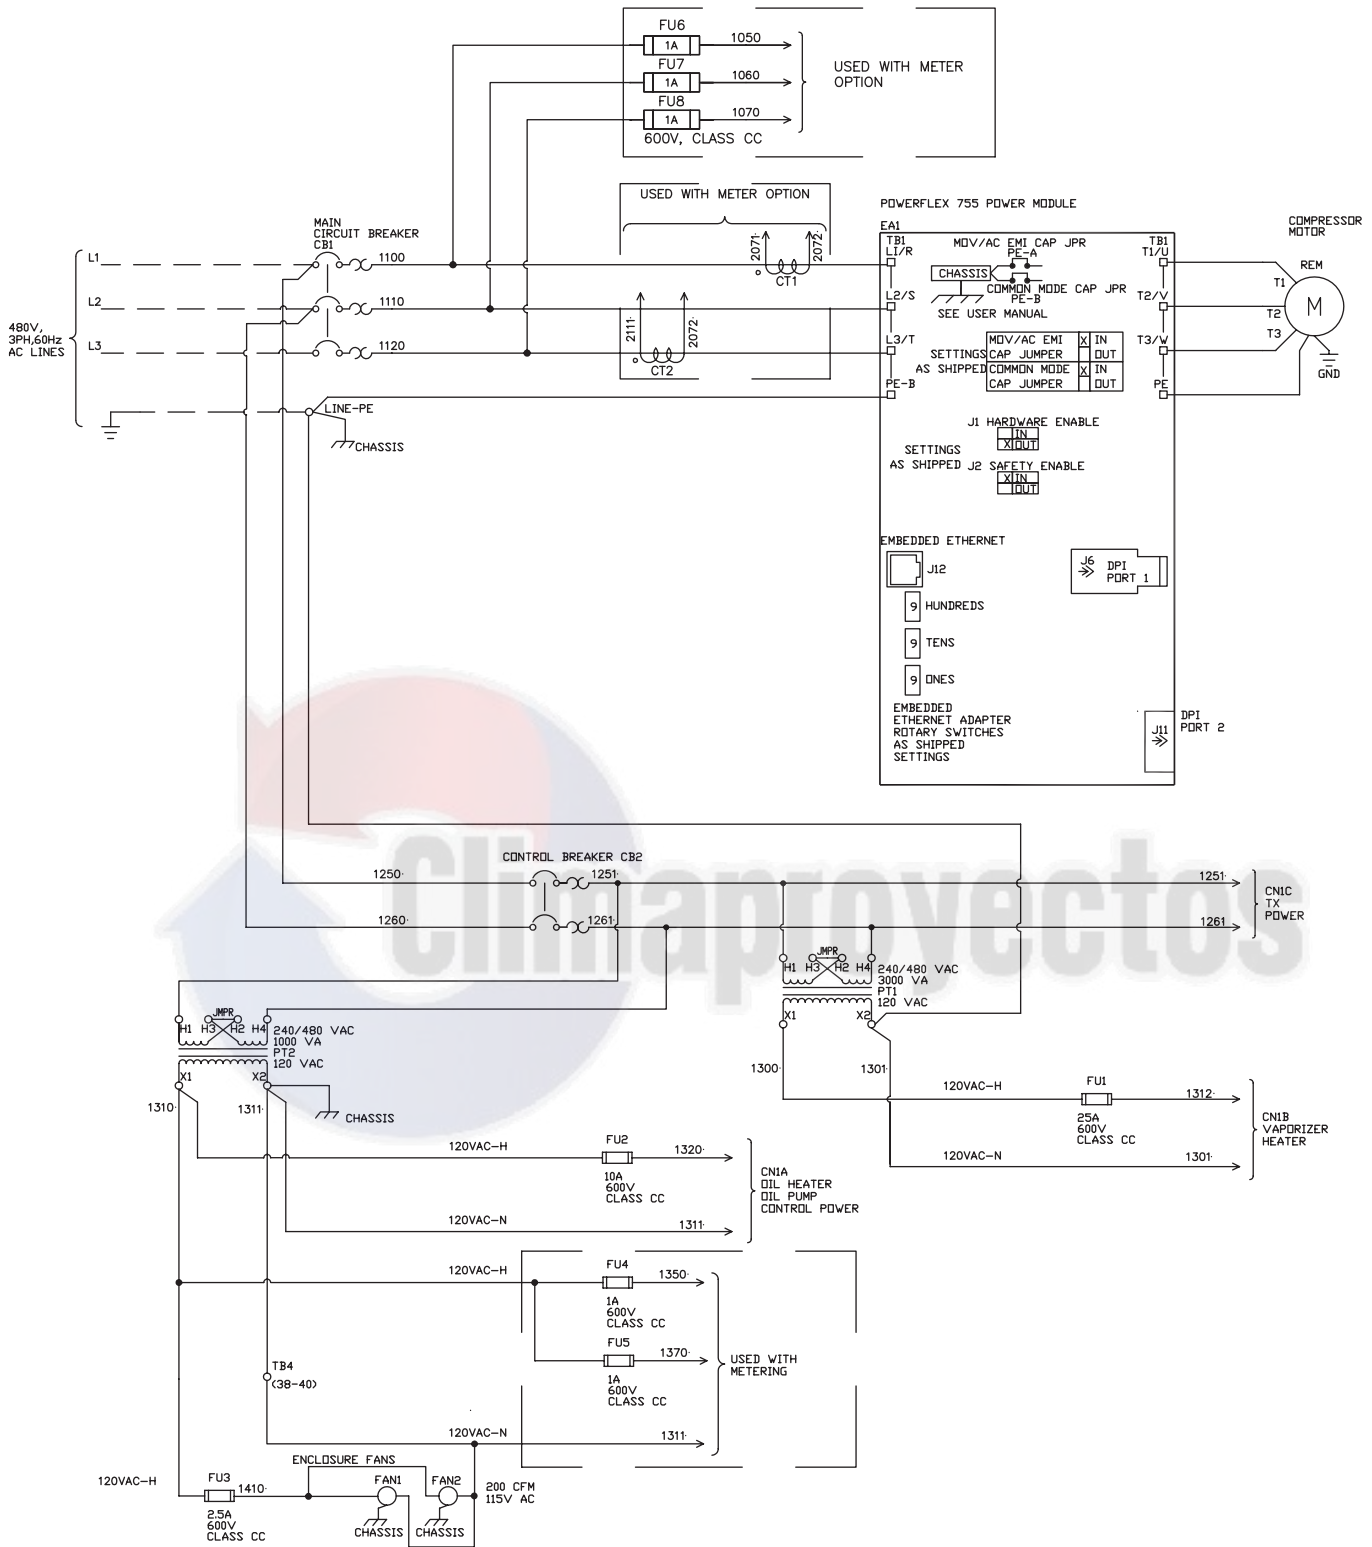 FU6
1A
1050
FU7
1A
1060
FU8
1A
1070
600V, CLASS CC
USED WITH METER
OPTION
USED WITH METER OPTION
2071
2072
CT1
2111
2072
CT2
MAIN
CIRCUIT BREAKER
CB1
L1
1100
L2
1110
L3
1120
480V,
3PH,60Hz
AC LINES
LINE-PE
CHASSIS
POWERFLEX 755 POWER MODULE
EA1
TB1
L1/R
MOV/AC EMI CAP JPR
PE-A
CHASSIS
COMMON MODE CAP JPR
PE-B
SEE USER MANUAL
L2/S
L3/T
PE-B
TB1
T1/U
T2/V
T3/W
PE
SETTINGS
AS SHIPPED
MOV/AC EMI X IN
CAP JUMPER OUT
COMMON MODE X IN
CAP JUMPER OUT
COMPRESSOR
MOTOR
REM
M
T1
T2
T3
GND
J1 HARDWARE ENABLE
IN
X OUT
SETTINGS
AS SHIPPED
J2 SAFETY ENABLE
X IN
OUT
EMBEDDED ETHERNET
J12
9 HUNDREDS
9 TENS
9 ONES
EMBEDDED
ETHERNET ADAPTER
ROTARY SWITCHES
AS SHIPPED
SETTINGS
J6
DPI
PORT 1
J11
DPI
PORT 2
Climaproyectos
CONTROL BREAKER CB2
1250
1251
1251
1260
1261
1261
CN1C
TX
POWER
JMPR
H1 H3 H2 H4
240/480 VAC
3000 VA
PT1
120 VAC
X1
X2
1300
1301
120VAC-H
FU1
1312
25A
600V
CLASS CC
120VAC-N
1301
CN1B
VAPORIZER
HEATER
JMPR
H1 H3 H2 H4
240/480 VAC
1000 VA
PT2
120 VAC
X1
X2
1310
1311
CHASSIS
120VAC-H
FU2
1320
10A
600V
CLASS CC
120VAC-N
1311
CN1A
OIL HEATER
OIL PUMP
CONTROL POWER
120VAC-H
FU4
1350
1A
600V
CLASS CC
FU5
1370
1A
600V
CLASS CC
USED WITH
METERING
TB4
(38-40)
120VAC-N
1311
120VAC-H
FU3
1410
2.5A
600V
CLASS CC
ENCLOSURE FANS
FAN1
FAN2
200 CFM
115V AC
CHASSIS
CHASSIS